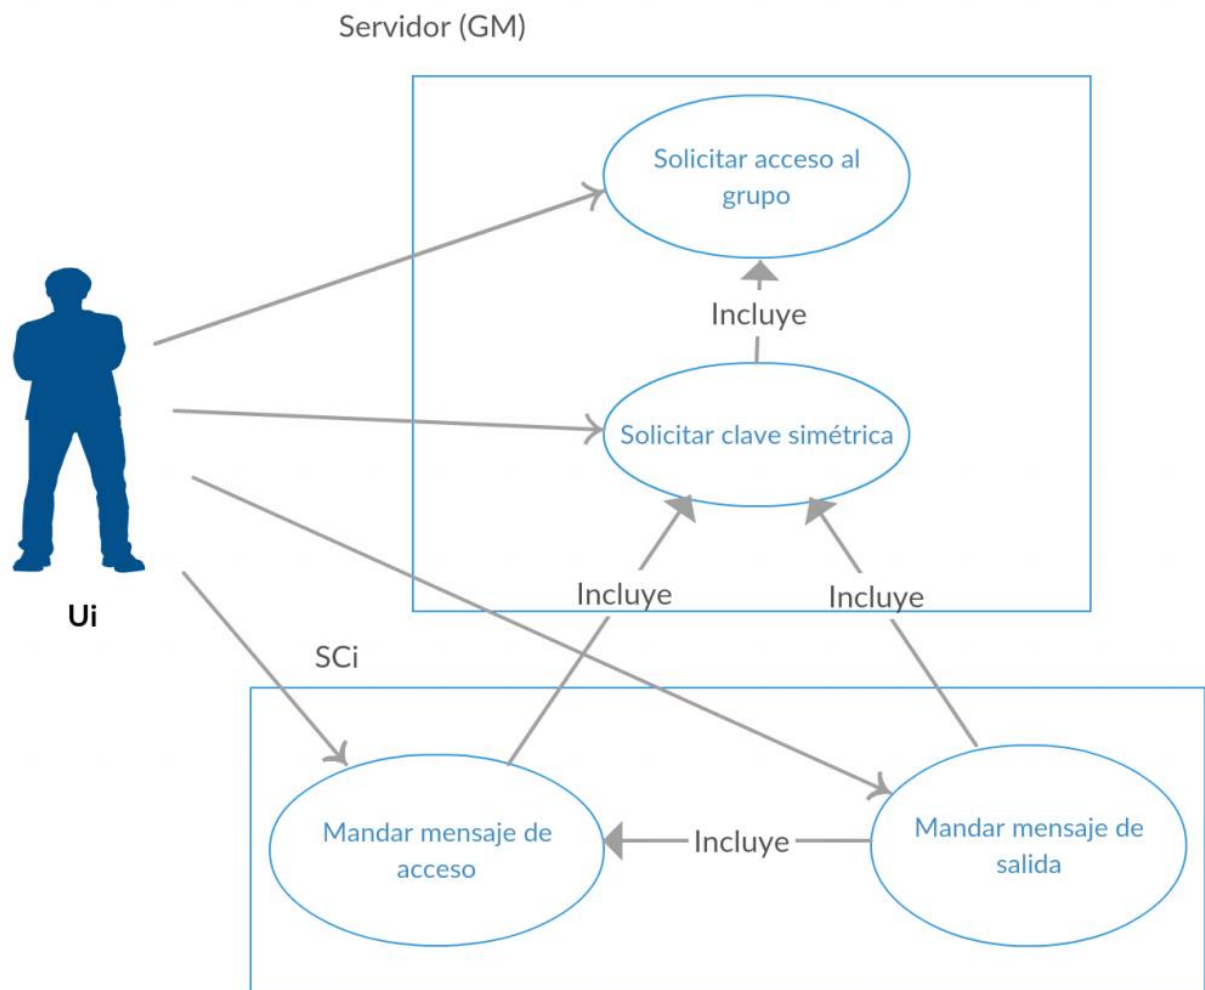 Servidor (GM)
Solicitar acceso al
grupo
Incluye
Solicitar clave simétrica
Incluye
Incluye
Ui
SCi
Mandar mensaje de
acceso
Incluye
Mandar mensaje de
salida